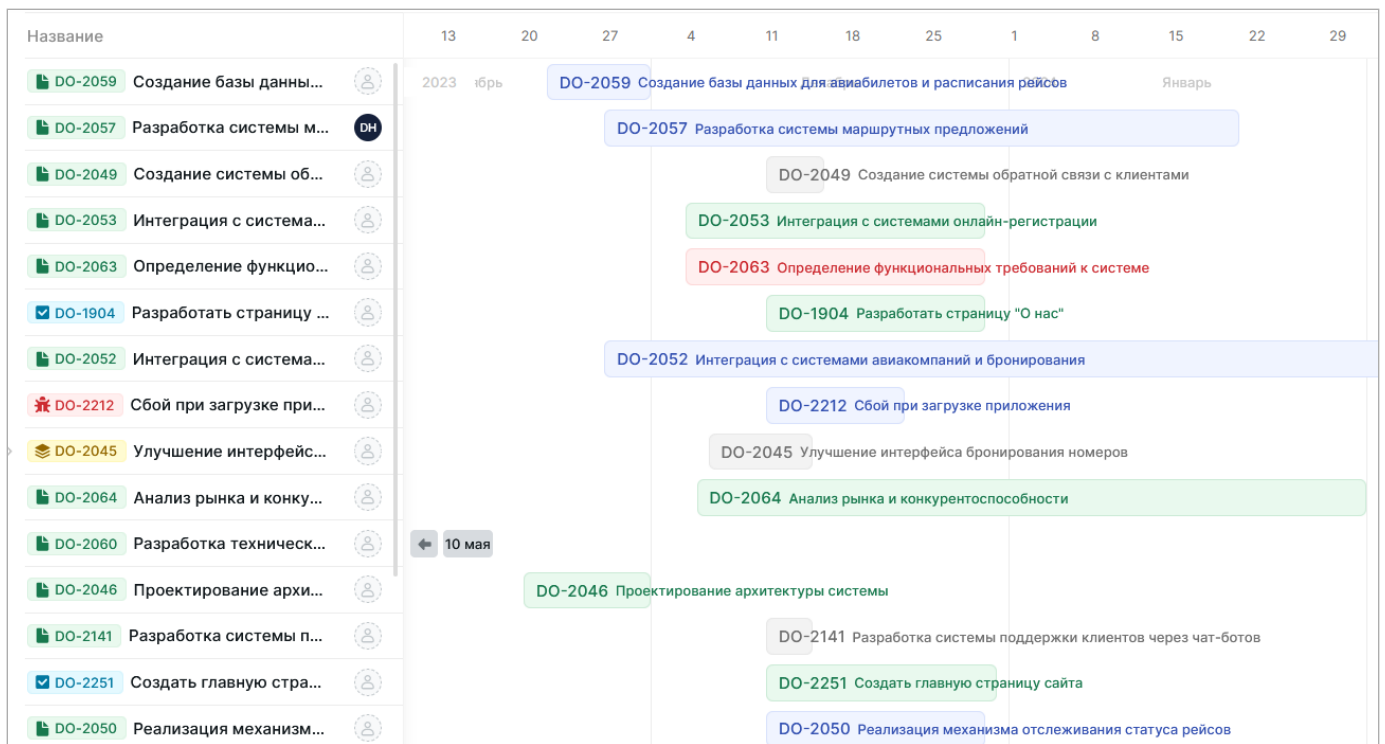 Название 13 20 27 4 11 18 25 1 8 15 22 29
2023
Январь
DO-2059 Создание базы данны... DO-2059 Создание базы данных для авиабилетов и расписания рейсов
DO-2057 Разработка системы м... DH DO-2057 Разработка системы маршрутных предложений
DO-2049 Создание системы об... DO-2049 Создание системы обратной связи с клиентами
DO-2053 Интеграция с система... DO-2053 Интеграция с системами онлайн-регистрации
DO-2063 Определение функцио... DO-2063 Определение функциональных требований к системе
DO-1904 Разработать страницу ... DO-1904 Разработать страницу "О нас"
DO-2052 Интеграция с система... DO-2052 Интеграция с системами авиакомпаний и бронирования
DO-2212 Сбой при загрузке при... DO-2212 Сбой при загрузке приложения
DO-2045 Улучшение интерфейс... DO-2045 Улучшение интерфейса бронирования номеров
DO-2064 Анализ рынка и конку... DO-2064 Анализ рынка и конкурентоспособности
DO-2060 Разработка техническ... 10 мая
DO-2046 Проектирование архи... DO-2046 Проектирование архитектуры системы
DO-2141 Разработка системы п... DO-2141 Разработка системы поддержки клиентов через чат-ботов
DO-2251 Создать главную стра... DO-2251 Создать главную страницу сайта
DO-2050 Реализация механизм... DO-2050 Реализация механизма отслеживания статуса рейсов